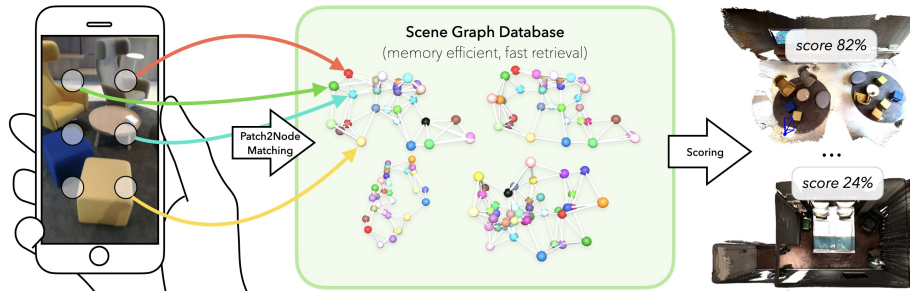 Scene Graph Database
(memory efficient, fast retrieval)
Patch2Node
Matching
Scoring
score 82%
...
score 24%